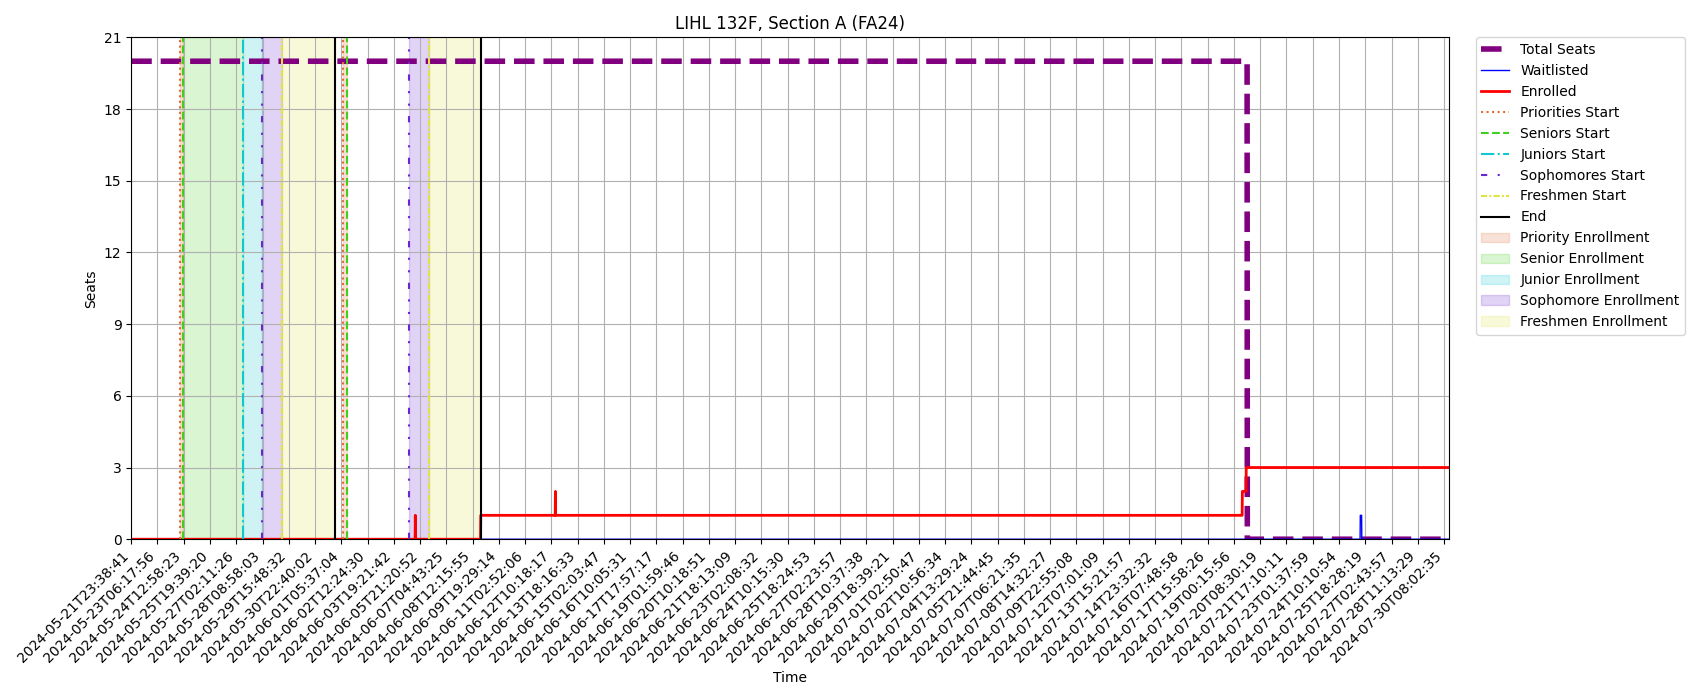 LIHL 132F, Section A (FA24)
21
18
15
12
9
6
3
0
Seats
2024-05-21T23:38:41
2024-05-23T06:17:56
2024-05-24T12:58:23
2024-05-25T19:39:20
2024-05-27T02:11:26
2024-05-28T08:58:03
2024-05-29T15:48:32
2024-05-30T22:40:02
2024-06-01T05:37:04
2024-06-02T12:24:30
2024-06-03T19:21:42
2024-06-05T21:20:52
2024-06-07T04:43:25
2024-06-08T12:15:55
2024-06-09T19:29:14
2024-06-11T02:52:06
2024-06-12T10:18:17
2024-06-13T18:16:33
2024-06-15T02:03:47
2024-06-16T10:05:31
2024-06-17T17:57:17
2024-06-19T01:59:46
2024-06-20T10:18:51
2024-06-21T18:13:09
2024-06-23T02:08:32
2024-06-24T10:15:30
2024-06-25T18:24:53
2024-06-27T02:23:57
2024-06-28T10:37:38
2024-06-29T18:39:21
2024-07-01T02:50:47
2024-07-02T10:56:34
2024-07-04T13:29:24
2024-07-05T21:44:45
2024-07-07T06:21:35
2024-07-08T14:32:27
2024-07-09T22:55:08
2024-07-12T07:01:09
2024-07-13T15:21:57
2024-07-14T23:32:32
2024-07-16T07:48:58
2024-07-17T15:58:26
2024-07-19T00:15:56
2024-07-20T08:30:19
2024-07-21T17:10:11
2024-07-23T01:37:59
2024-07-24T10:10:54
2024-07-25T18:28:19
2024-07-27T02:43:57
2024-07-28T11:13:29
2024-07-30T08:02:35
Time
Total Seats
Waitlisted
Enrolled
Priorities Start
Seniors Start
Juniors Start
Sophomores Start
Freshmen Start
End
Priority Enrollment
Senior Enrollment
Junior Enrollment
Sophomore Enrollment
Freshmen Enrollment